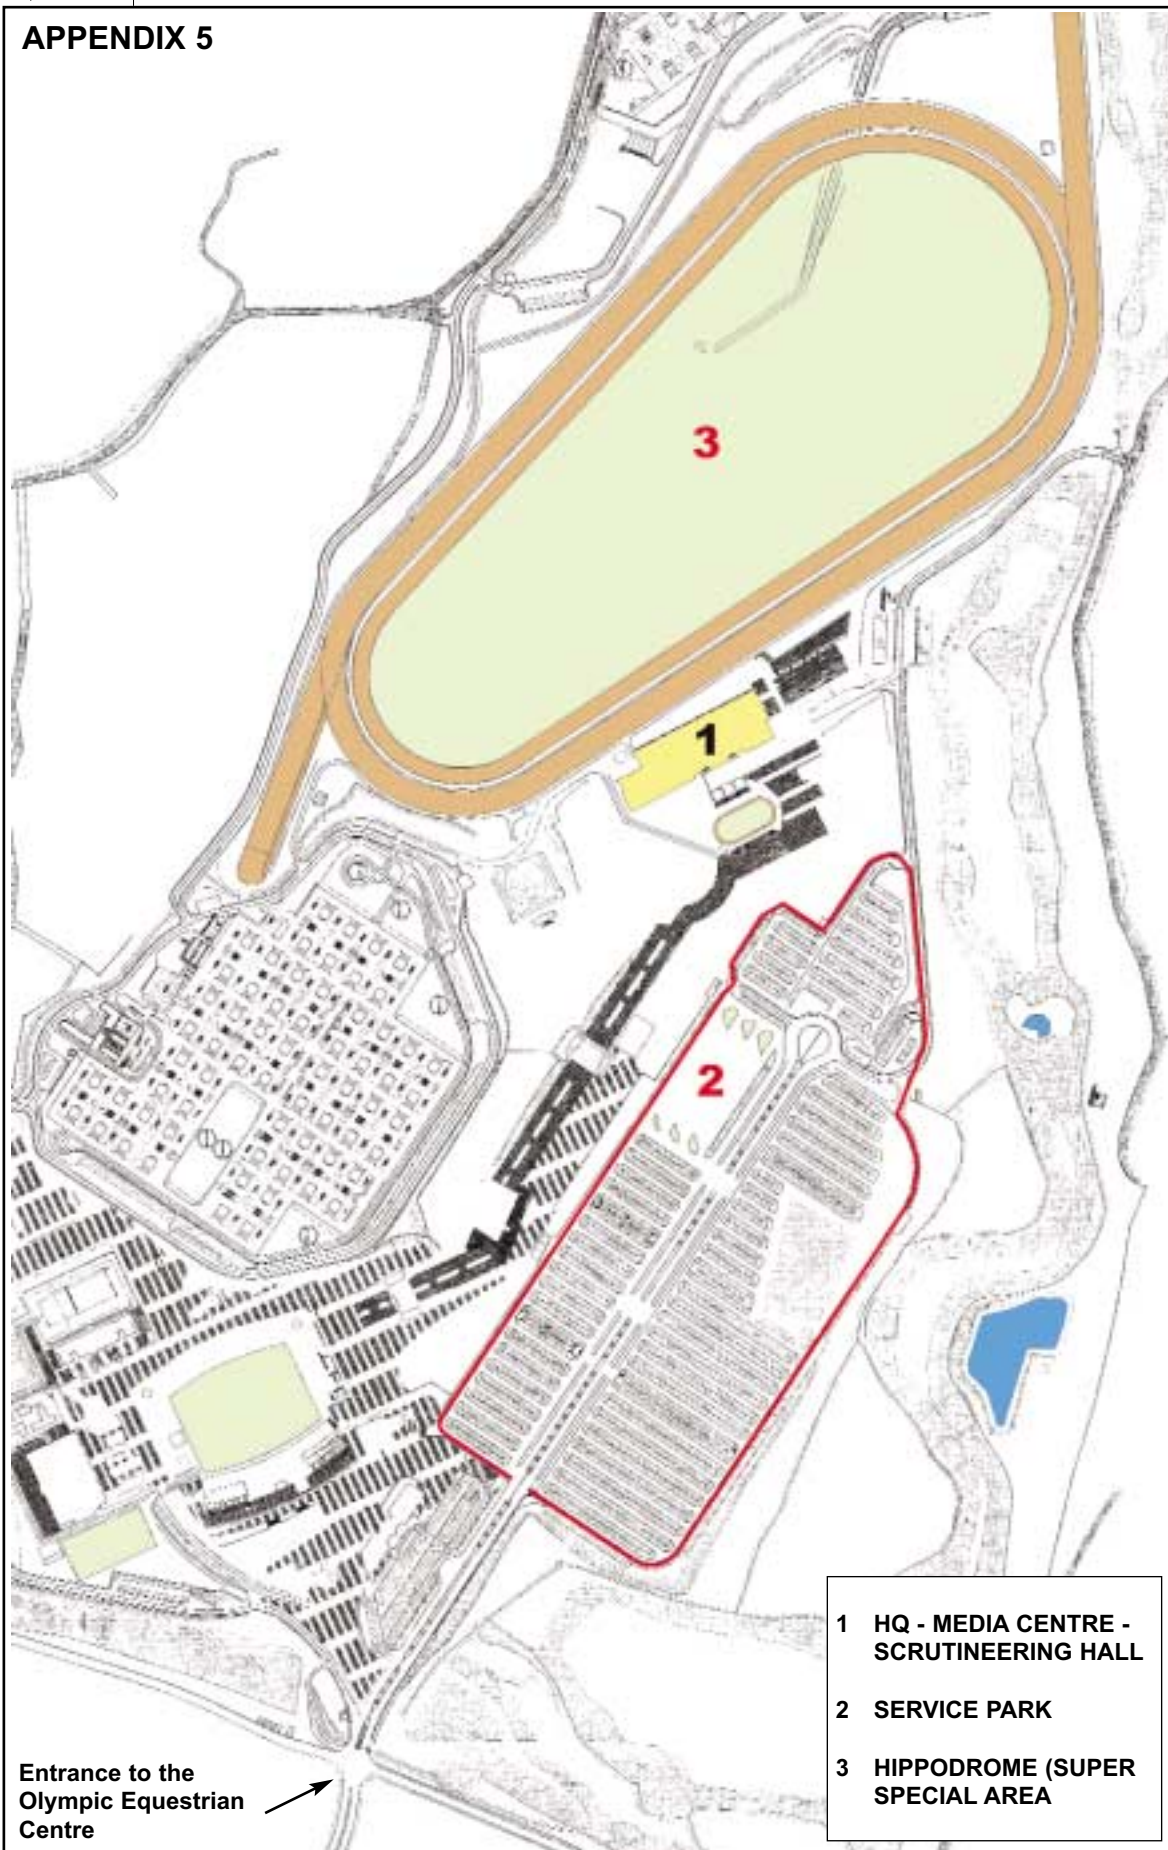 APPENDIX 5
3
1
2
1 HQ - MEDIA CENTRE -
SCRUTINEERING HALL
2 SERVICE PARK
3 HIPPODROME (SUPER
SPECIAL AREA
Entrance to the
Olympic Equestrian
Centre